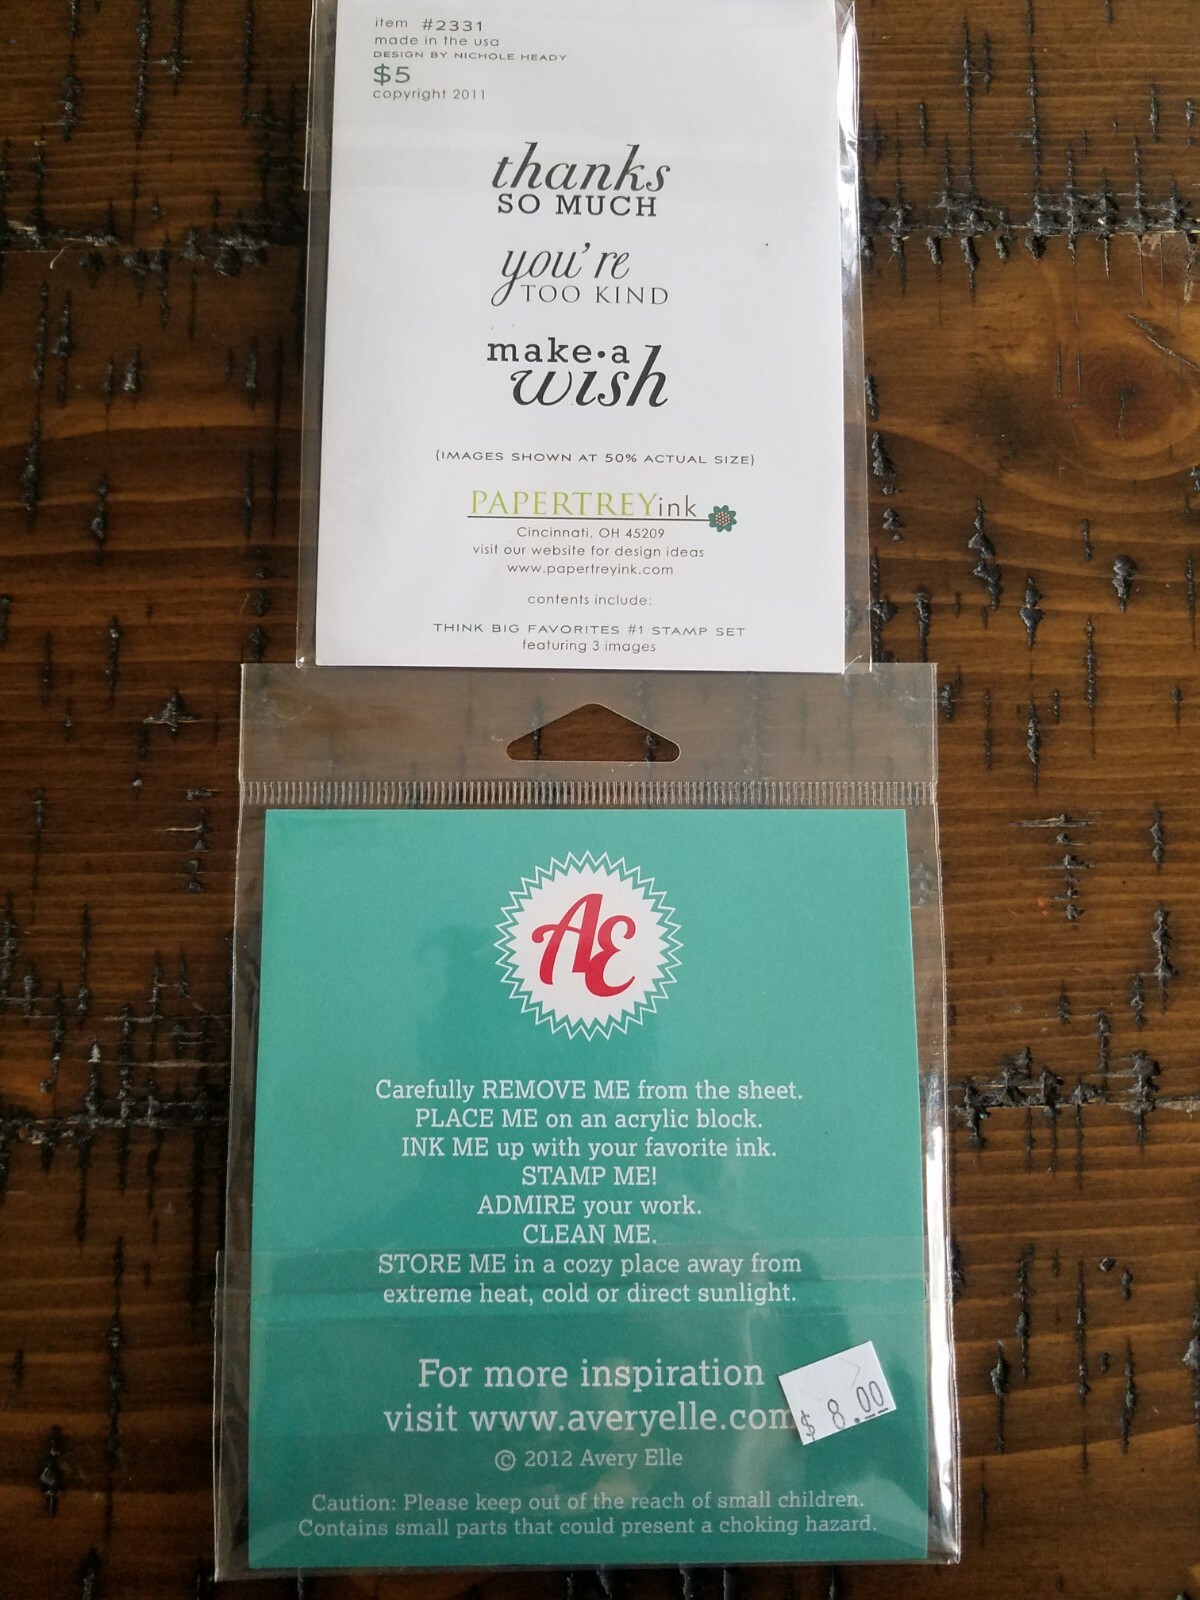 item #2331
made in the usa
DESIGN BY NICHOLE HEADY
$5
copyright 2011
thanks
SO MUCH
you're
TOO KIND
make•a
wish
(IMAGES SHOWN AT 50% ACTUAL SIZE)
PAPERTREYink
Cincinnati, OH 45209
visit our website for design ideas
www.papertreyink.com
contents include:
THINK BIG FAVORITES #1 STAMP SET
featuring 3 images
AE
Carefully REMOVE ME from the sheet.
PLACE ME on an acrylic block.
INK ME up with your favorite ink.
STAMP ME!
ADMIRE your work.
CLEAN ME.
STORE ME in a cozy place away from
extreme heat, cold or direct sunlight.
For more inspiration
visit www.averyelle.com
$ 8.00
© 2012 Avery Elle
Caution: Please keep out of the reach of small children.
Contains small parts that could present a choking hazard.